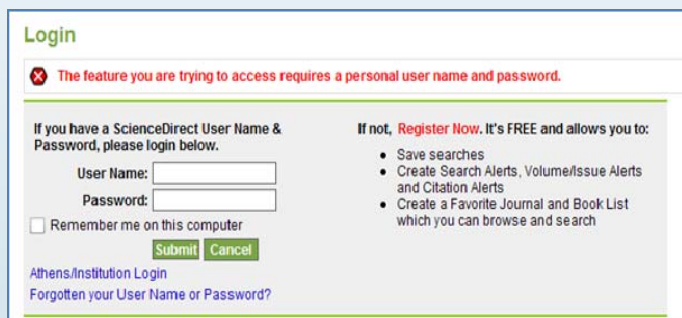 Login
The feature you are trying to access requires a personal user name and password.
If you have a ScienceDirect User Name &
Password, please login below.
User Name:
Password:
Remember me on this computer
Submit Cancel
Athens/Institution Login
Forgotten your User Name or Password?
If not, Register Now. It's FREE and allows you to:
• Save searches
• Create Search Alerts, Volume/Issue Alerts
and Citation Alerts
• Create a Favorite Journal and Book List
which you can browse and search